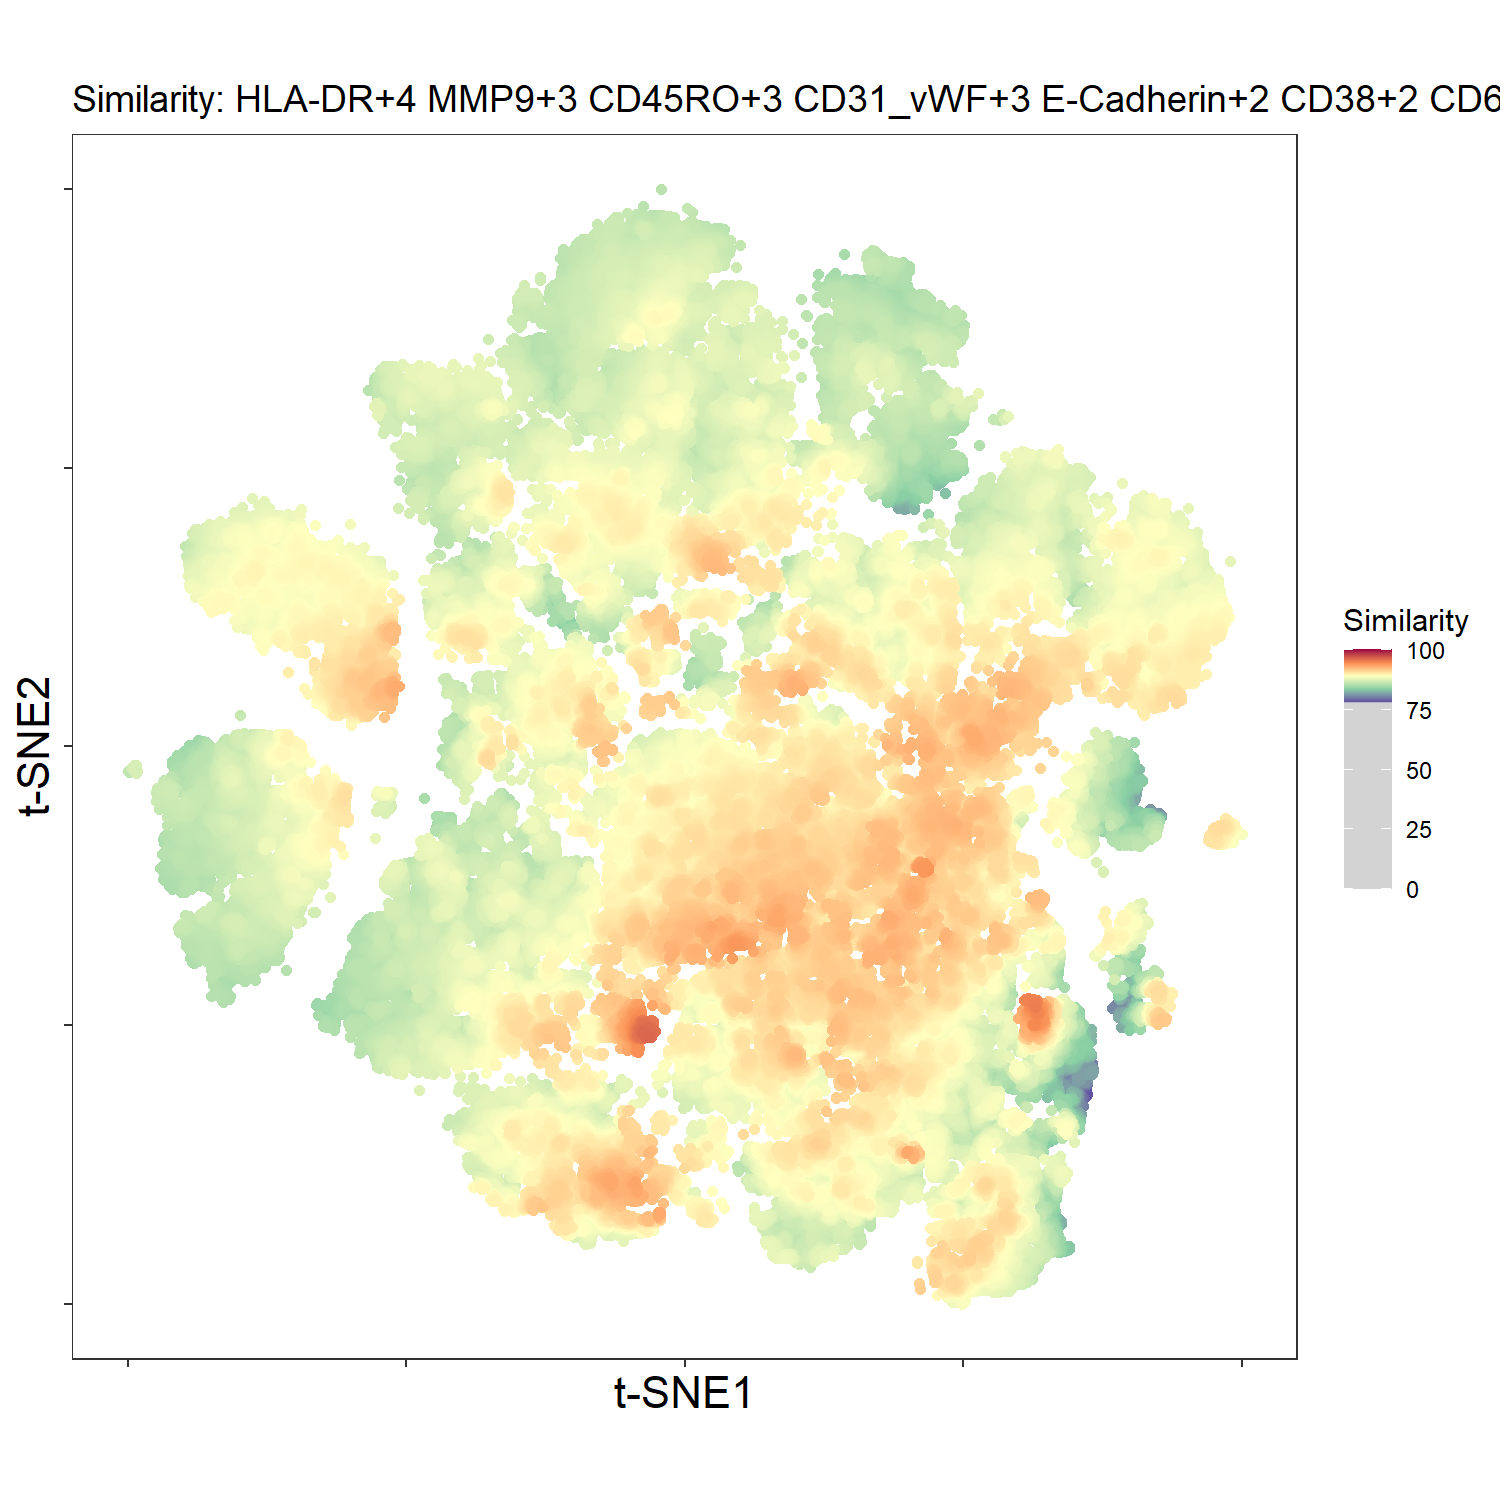 Similarity: HLA-DR+4 MMP9+3 CD45RO+3 CD31_vWF+3 E-Cadherin+2 CD38+2 CD6
Similarity
100
75
50
25
0
t-SNE2
t-SNE1